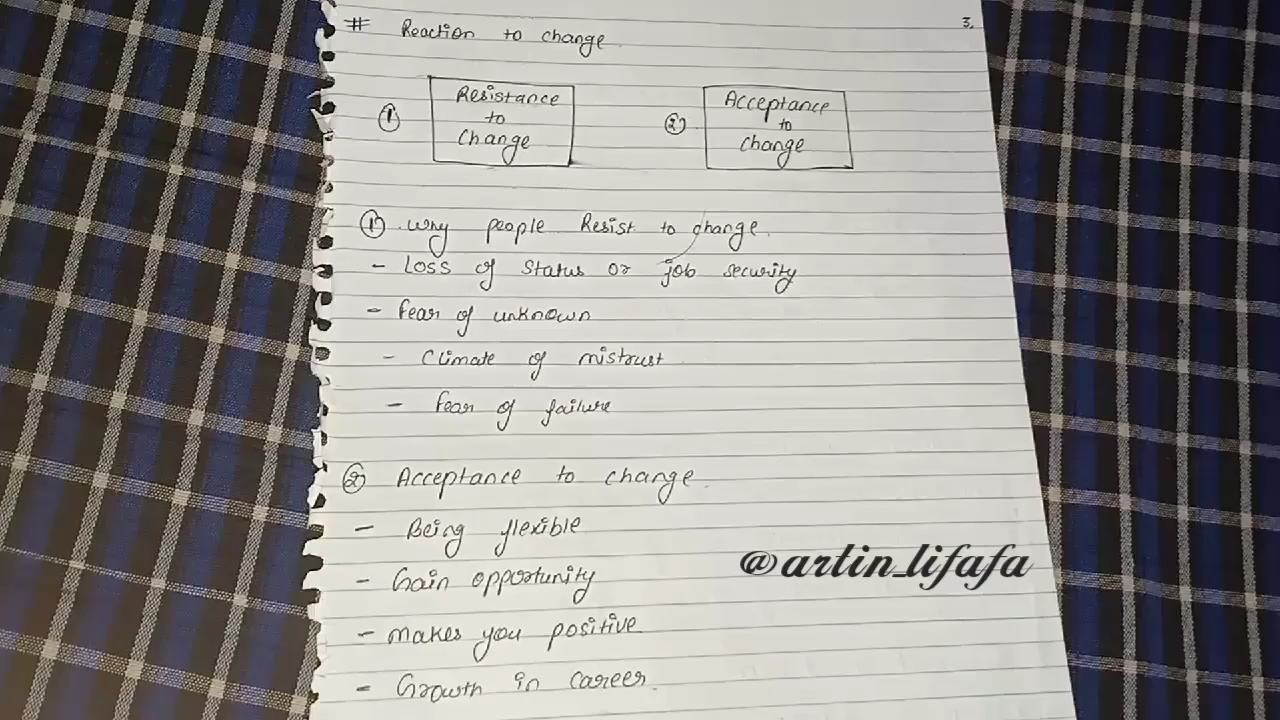 # Reaction to change
3.
① Resistance to Change
② Acceptance to change
① why people Resist to change.
- Loss of status or job security
- fear of unknown
- Climate of mistrust
- fear of failure
② Acceptance to change.
- Being flexible
- Gain opportunity
- makes you positive
- Growth in career.
@artin_lifafa